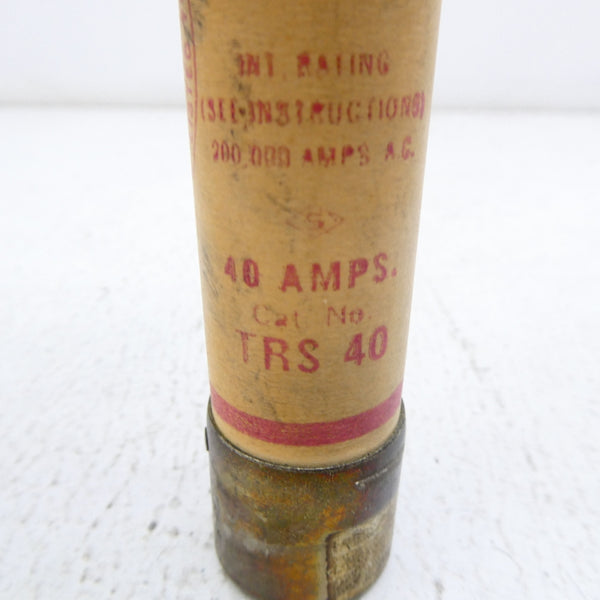 INT. RATING
(SEE INSTRUCTIONS)
200,000 AMPS A.C.
40 AMPS.
Cat. No.
TRS 40